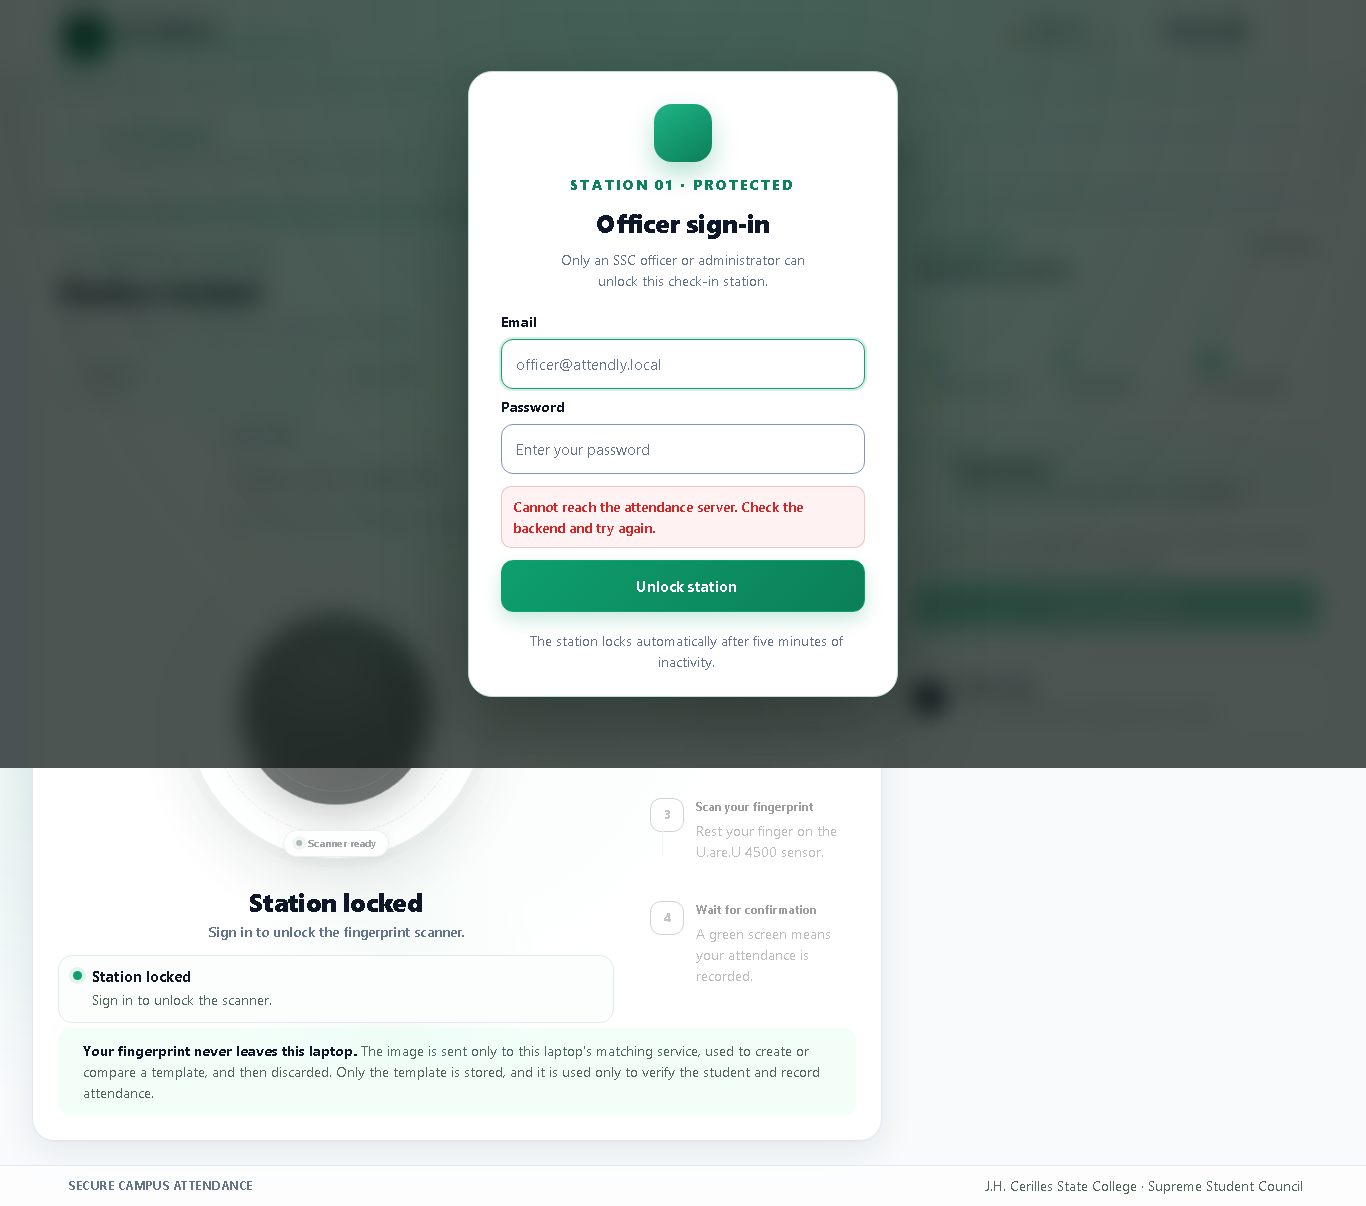 STATION 01 · PROTECTED
Officer sign-in
Only an SSC officer or administrator can
unlock this check-in station.
Email
officer@attendly.local
Password
Enter your password
Cannot reach the attendance server. Check the
backend and try again.
Unlock station
The station locks automatically after five minutes of
inactivity.
Scanner ready
Station locked
Sign in to unlock the fingerprint scanner.
Station locked
Sign in to unlock the scanner.
3
Scan your fingerprint
Rest your finger on the
U.are.U 4500 sensor.
4
Wait for confirmation
A green screen means
your attendance is
recorded.
Your fingerprint never leaves this laptop. The image is sent only to this laptop's matching service, used to create or
compare a template, and then discarded. Only the template is stored, and it is used only to verify the student and record
attendance.
SECURE CAMPUS ATTENDANCE
J.H. Cerilles State College · Supreme Student Council